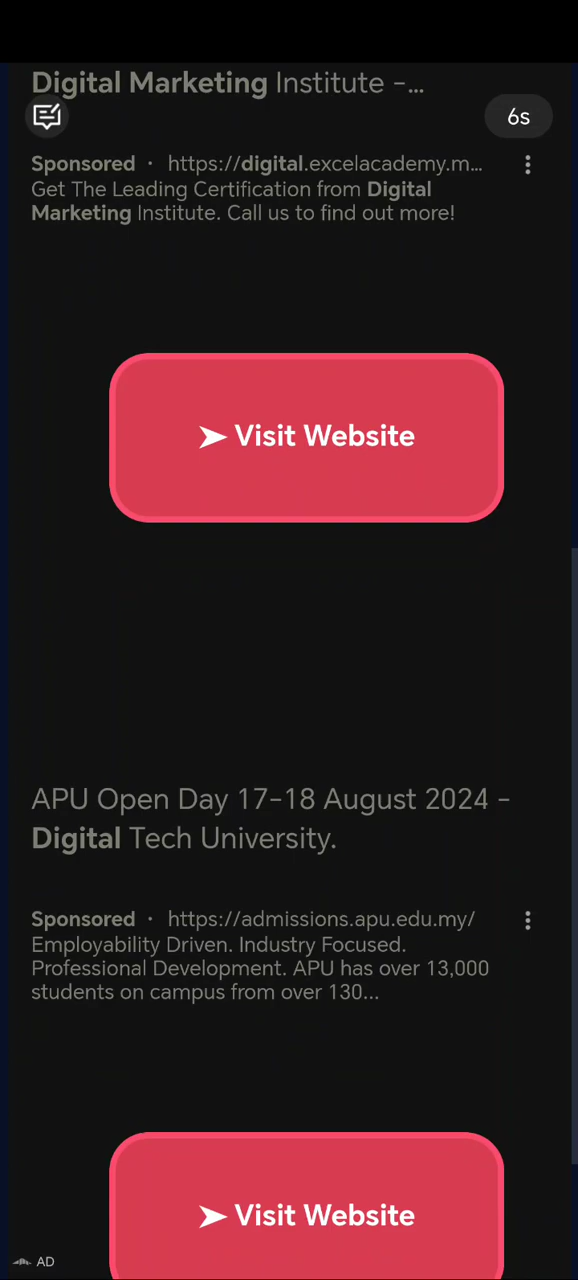 Digital Marketing Institute -...
6s
Sponsored · https://digital.excelacademy.m...
Get The Leading Certification from Digital
Marketing Institute. Call us to find out more!
➤ Visit Website
APU Open Day 17-18 August 2024 -
Digital Tech University.
Sponsored · https://admissions.apu.edu.my/
Employability Driven. Industry Focused.
Professional Development. APU has over 13,000
students on campus from over 130...
➤ Visit Website
AD